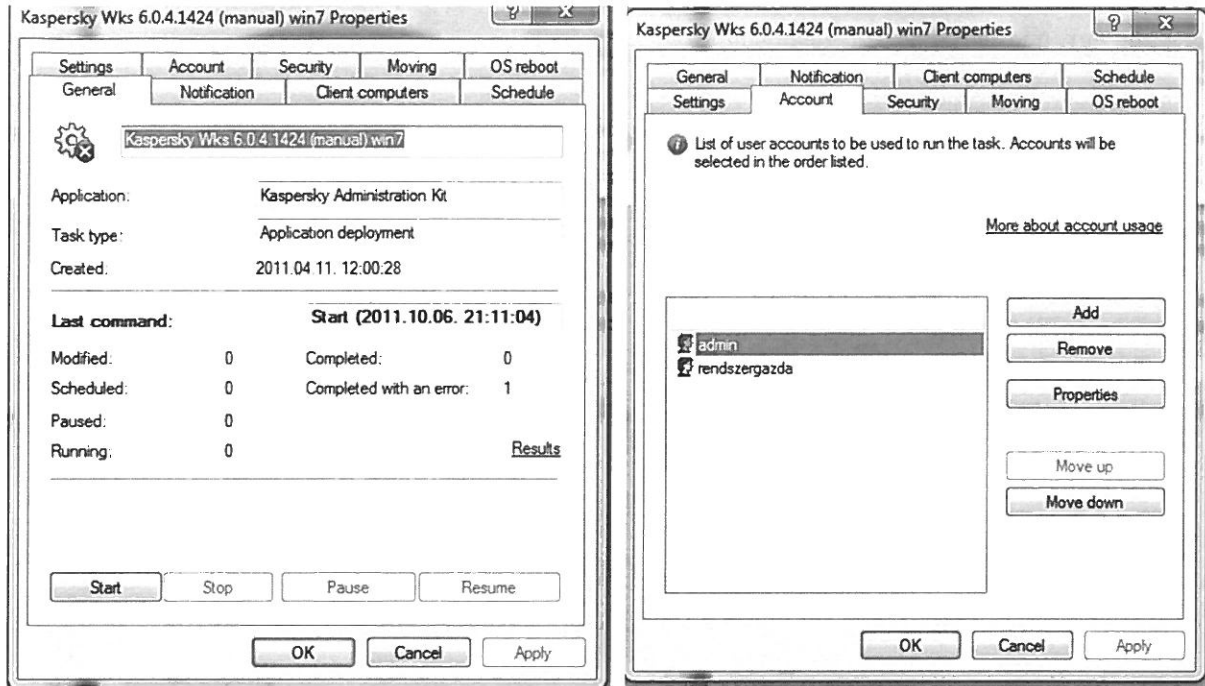 Kaspersky Wks 6.0.4.1424 (manual) win7 Properties
Settings Account Security Moving OS reboot
General Notification Client computers Schedule
Kaspersky Wks 6.0.4.1424 (manual) win7
Application: Kaspersky Administration Kit
Task type: Application deployment
Created: 2011.04.11. 12:00:28
Last command: Start (2011.10.06. 21:11:04)
Modified: 0 Completed: 0
Scheduled: 0 Completed with an error: 1
Paused: 0
Running: 0 Results
Start Stop Pause Resume
OK Cancel Apply
Kaspersky Wks 6.0.4.1424 (manual) win7 Properties
General Notification Client computers Schedule
Settings Account Security Moving OS reboot
List of user accounts to be used to run the task. Accounts will be
selected in the order listed.
More about account usage
Add
admin
Remove
rendszergazda
Properties
Move up
Move down
OK Cancel Apply